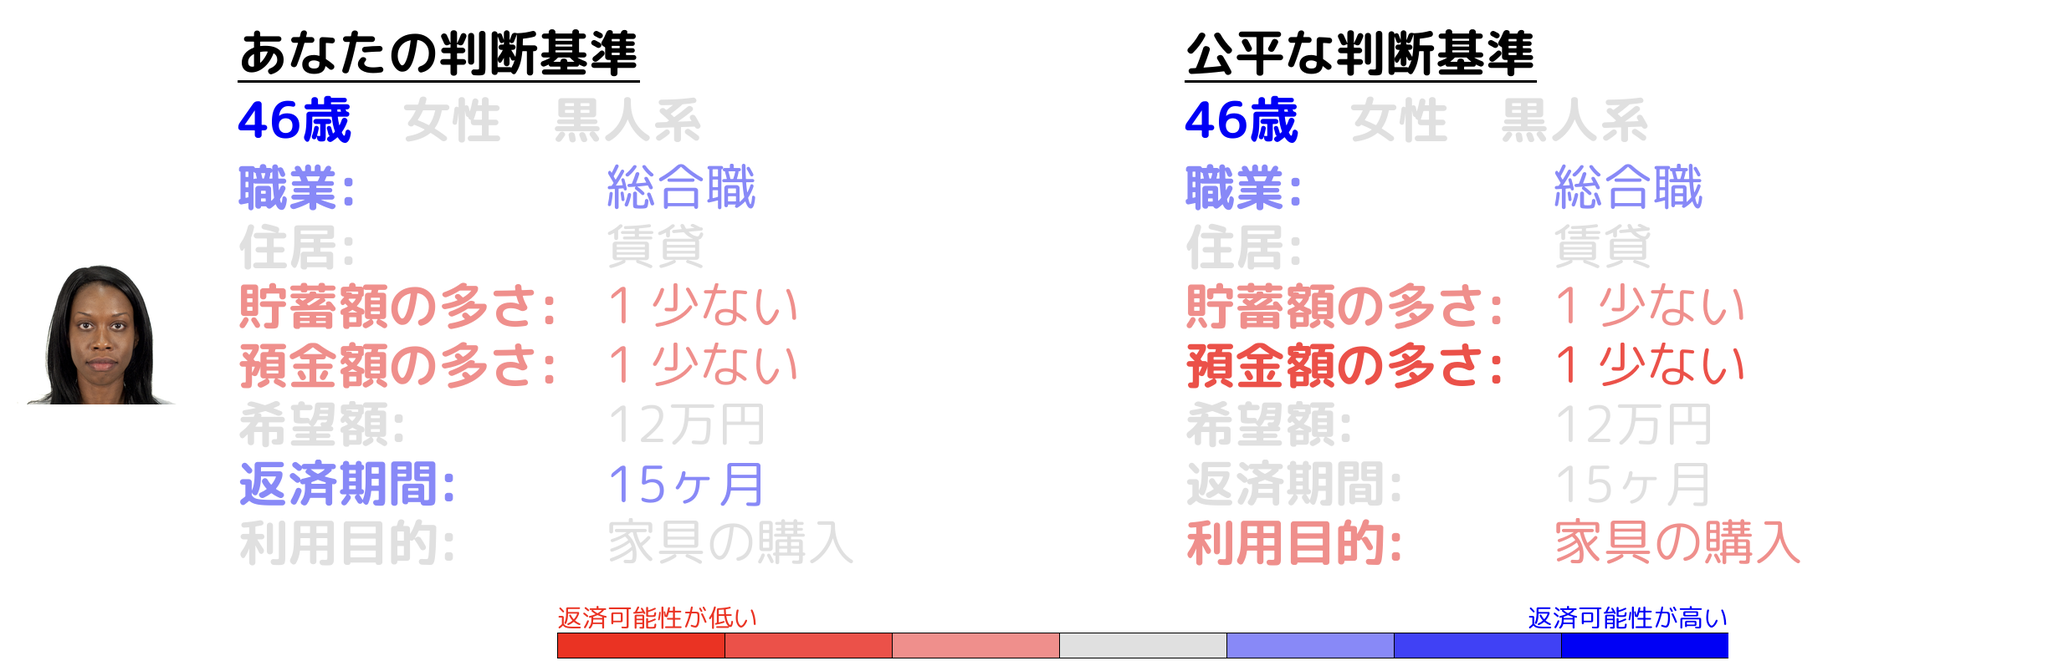 あなたの判断基準
46歳 女性 黒人系
職業: 総合職
住居: 賃貸
貯蓄額の多さ: 1 少ない
預金額の多さ: 1 少ない
希望額: 12万円
返済期間: 15ヶ月
利用目的: 家具の購入
公平な判断基準
46歳 女性 黒人系
職業: 総合職
住居: 賃貸
貯蓄額の多さ: 1 少ない
預金額の多さ: 1 少ない
希望額: 12万円
返済期間: 15ヶ月
利用目的: 家具の購入
返済可能性が低い
返済可能性が高い